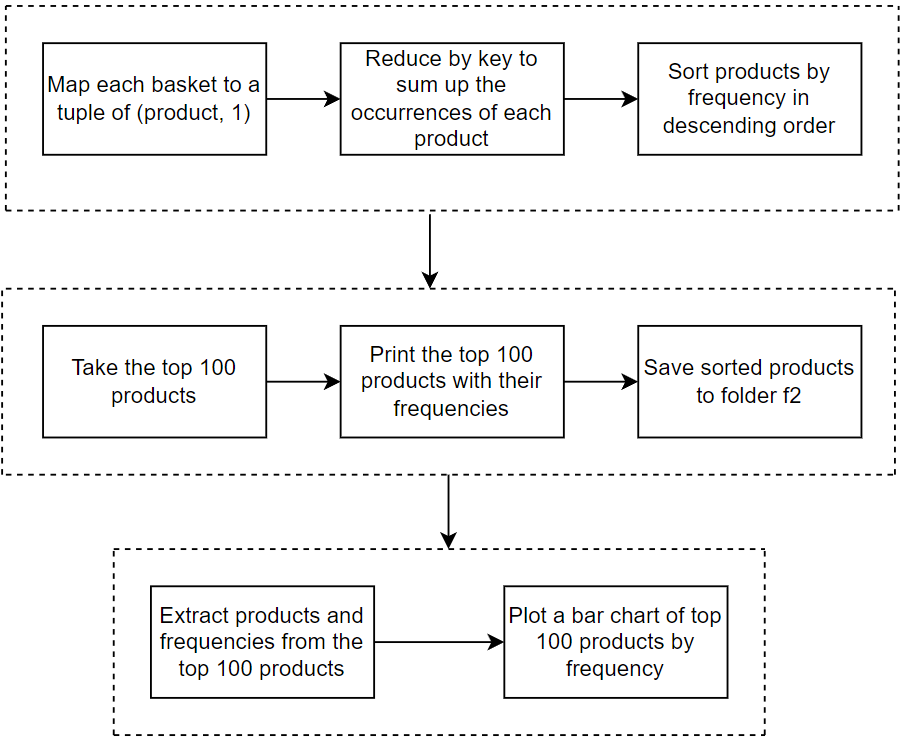 Map each basket to a
tuple of (product, 1)
Reduce by key to
sum up the
occurrences of each
product
Sort products by
frequency in
descending order
Take the top 100
products
Print the top 100
products with their
frequencies
Save sorted products
to folder f2
Extract products and
frequencies from the
top 100 products
Plot a bar chart of top
100 products by
frequency